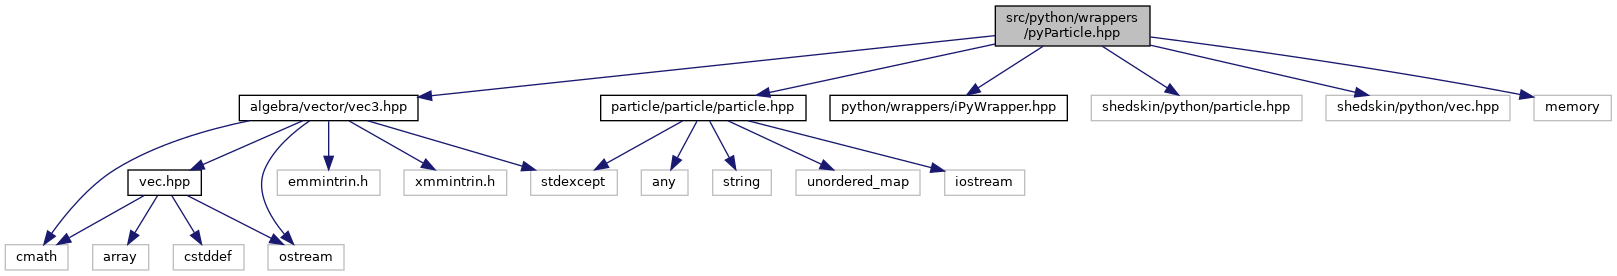 src/python/wrappers
/pyParticle.hpp
algebra/vector/vec3.hpp
particle/particle/particle.hpp
python/wrappers/iPyWrapper.hpp
shedskin/python/particle.hpp
shedskin/python/vec.hpp
memory
vec.hpp
emmintrin.h
xmmintrin.h
stdexcept
any
string
unordered_map
iostream
cmath
array
cstddef
ostream